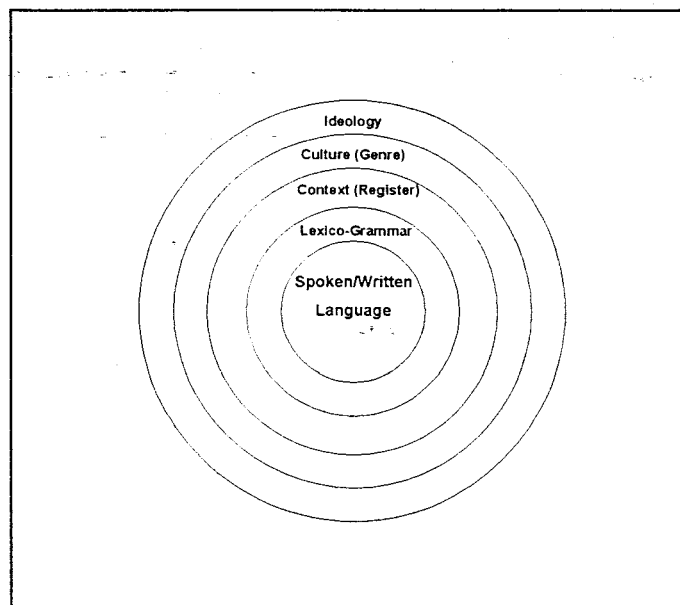 Ideology
Culture (Genre)
Context (Register)
Lexico-Grammar
Spoken/Written
Language